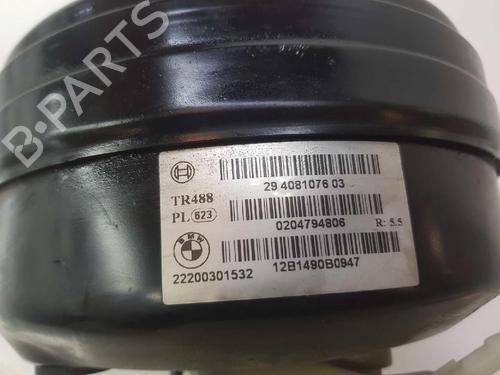 B-PARTS
29 4081076 03
TR488
PL 623
0204794806
R: 5.5
BMW
22200301532
12B1490B0947